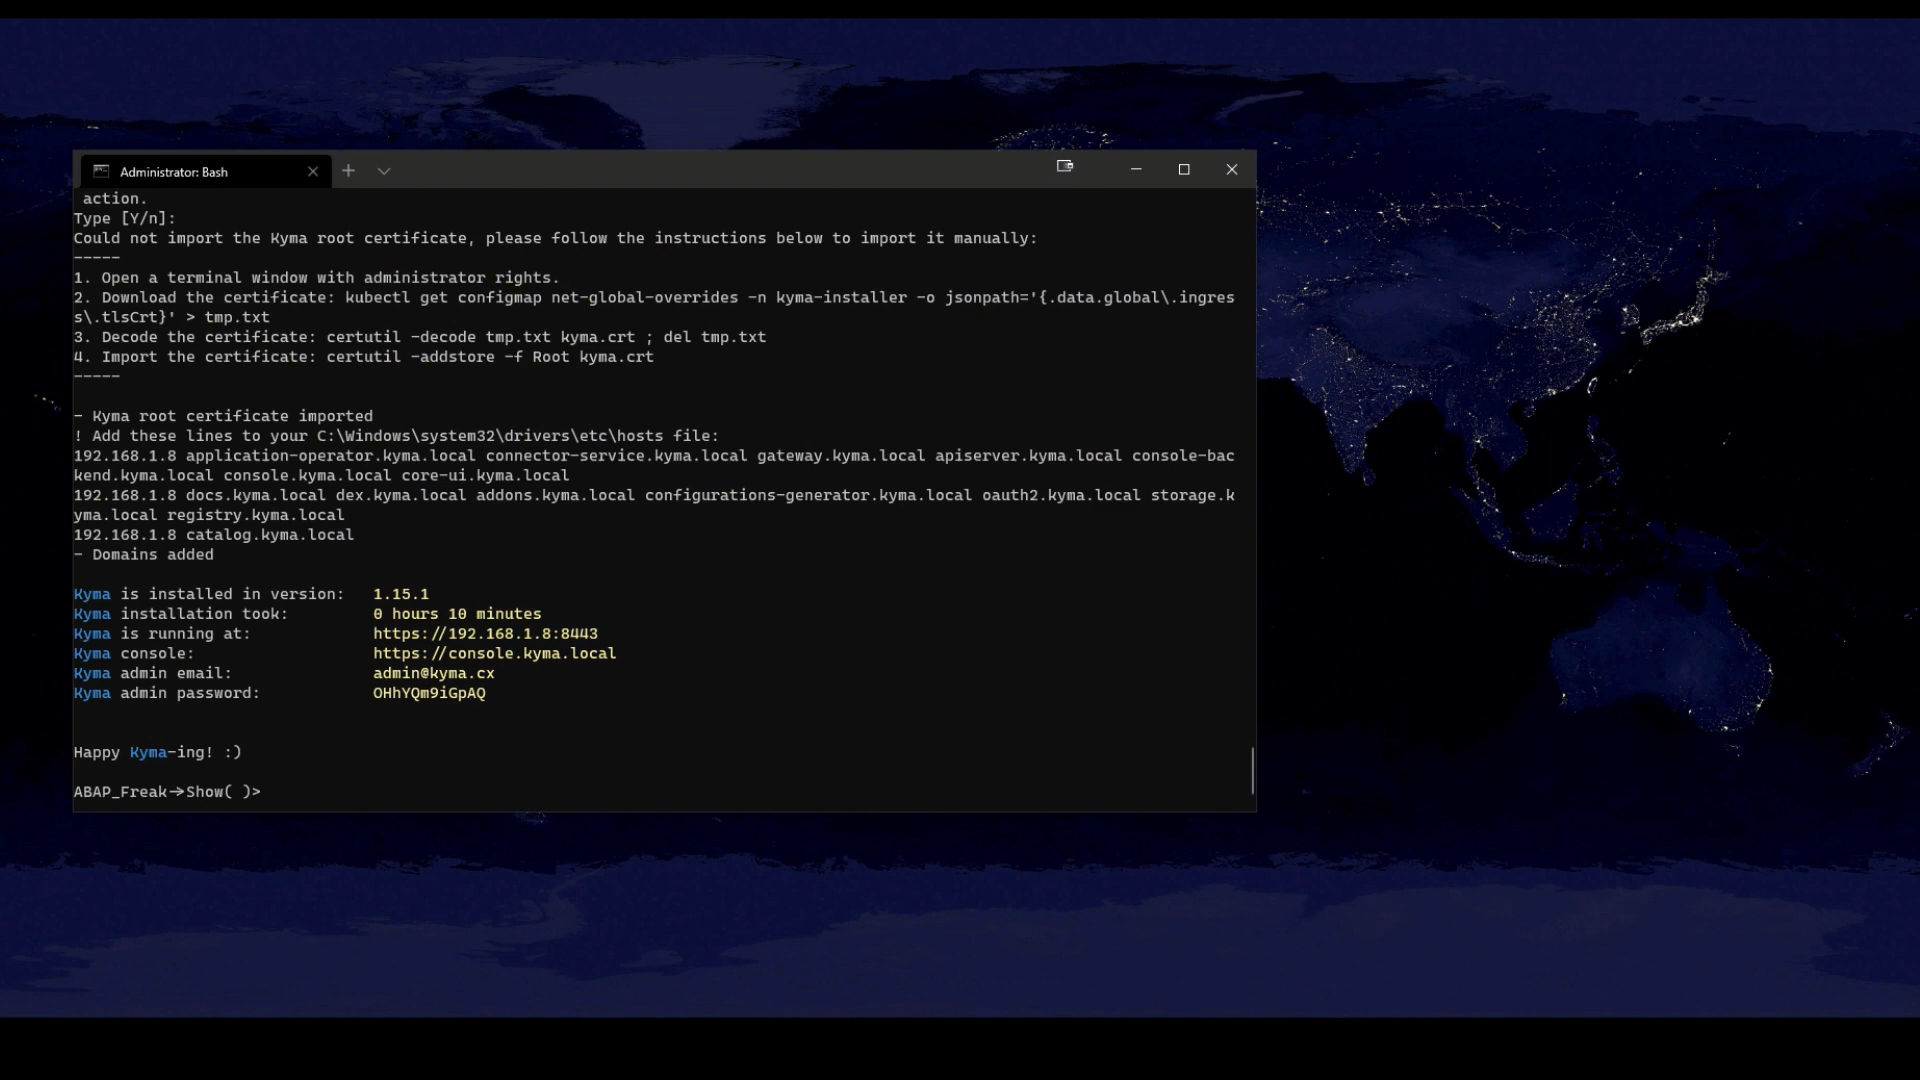 Administrator: Bash
action.
Type [Y/n]:
Could not import the Kyma root certificate, please follow the instructions below to import it manually:
-----
1. Open a terminal window with administrator rights.
2. Download the certificate: kubectl get configmap net-global-overrides -n kyma-installer -o jsonpath='{.data.global\.ingres
s\.tlsCrt}' > tmp.txt
3. Decode the certificate: certutil -decode tmp.txt kyma.crt ; del tmp.txt
4. Import the certificate: certutil -addstore -f Root kyma.crt
-----
- Kyma root certificate imported
! Add these lines to your C:\Windows\system32\drivers\etc\hosts file:
192.168.1.8 application-operator.kyma.local connector-service.kyma.local gateway.kyma.local apiserver.kyma.local console-bac
kend.kyma.local console.kyma.local core-ui.kyma.local
192.168.1.8 docs.kyma.local dex.kyma.local addons.kyma.local configurations-generator.kyma.local oauth2.kyma.local storage.k
yma.local registry.kyma.local
192.168.1.8 catalog.kyma.local
- Domains added
Kyma is installed in version: 1.15.1
Kyma installation took: 0 hours 10 minutes
Kyma is running at: https://192.168.1.8:8443
Kyma console: https://console.kyma.local
Kyma admin email: admin@kyma.cx
Kyma admin password: OHhYQm9iGpAQ
Happy Kyma-ing! :)
ABAP_Freak->Show( )>